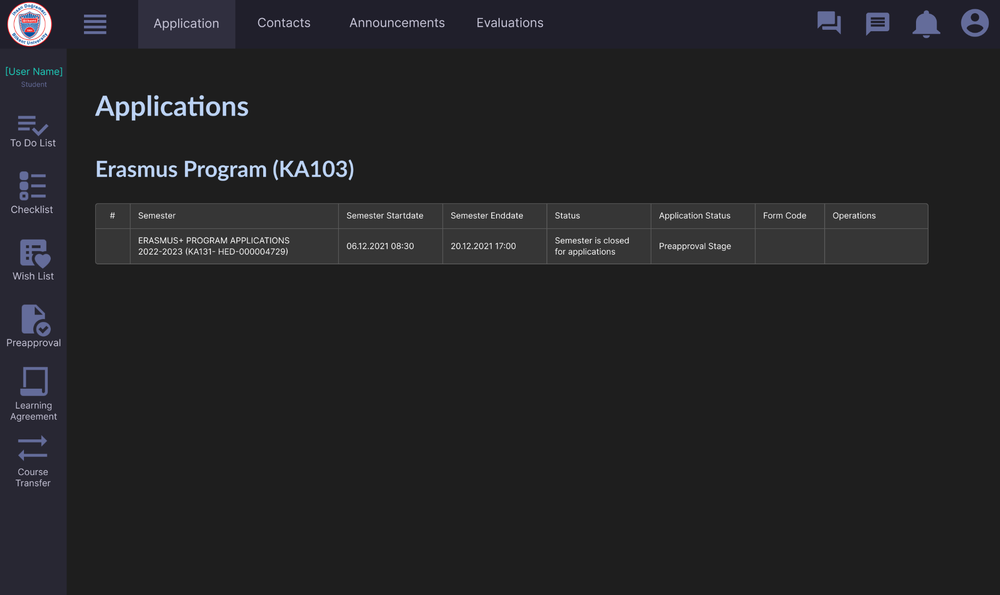 İhsan Doğramacı
Bilkent
1984
Bilkent University
Application
Contacts
Announcements
Evaluations
[User Name]
Student
To Do List
Checklist
Wish List
Preapproval
Learning
Agreement
Course
Transfer
Applications
Erasmus Program (KA103)
# Semester Semester Startdate Semester Enddate Status Application Status Form Code Operations
ERASMUS+ PROGRAM APPLICATIONS
2022-2023 (KA131- HED-000004729)
06.12.2021 08:30
20.12.2021 17:00
Semester is closed
for applications
Preapproval Stage